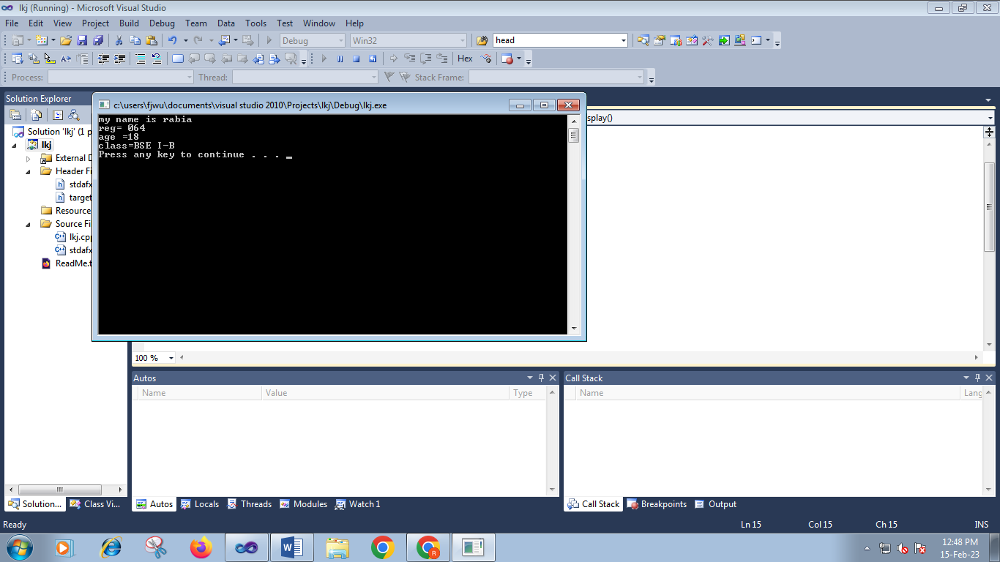 lkj (Running) - Microsoft Visual Studio
File Edit View Project Build Debug Team Data Tools Test Window Help
Debug Win32 head
Hex
Process: Thread: Stack Frame:
Solution Explorer
c:\users\fjwu\documents\visual studio 2010\Projects\lkj\Debug\lkj.exe
splay()
Solution 'lkj' (1 p
lkj
External D
Header Fi
stdafx
target
Resource
Source Fi
lkj.cpp
stdafx
ReadMe.t
my name is rabia
reg= 064
age =18
class=BSE I-B
Press any key to continue . . . _
100 %
Autos
Name Value Type
Call Stack
Name Lang
Solution... Class Vi...
Autos Locals Threads Modules Watch 1
Call Stack Breakpoints Output
Ready Ln 15 Col 15 Ch 15 INS
12:48 PM
15-Feb-23